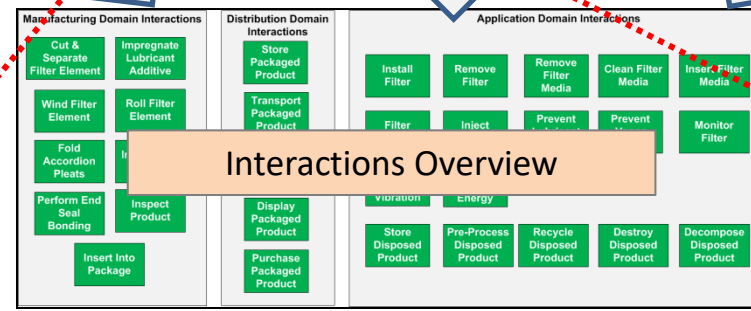 Manufacturing Domain Interactions
Cut &
Separate
Filter Element
Impregnate
Lubricant
Additive
Wind Filter
Element
Roll Filter
Element
Fold
Accordion
Pleats
Perform End
Seal
Bonding
Inspect
Product
Insert Into
Package
Distribution Domain
Interactions
Store
Packaged
Product
Transport
Packaged
Product
Display
Packaged
Product
Purchase
Packaged
Product
Application Domain Interactions
Install
Filter
Remove
Filter
Remove
Filter
Media
Clean Filter
Media
Insert Filter
Media
Filter
Inject
Prevent
Prevent
Monitor
Filter
Vibration
Energy
Store
Disposed
Product
Pre-Process
Disposed
Product
Recycle
Disposed
Product
Destroy
Disposed
Product
Decompose
Disposed
Product
Interactions Overview